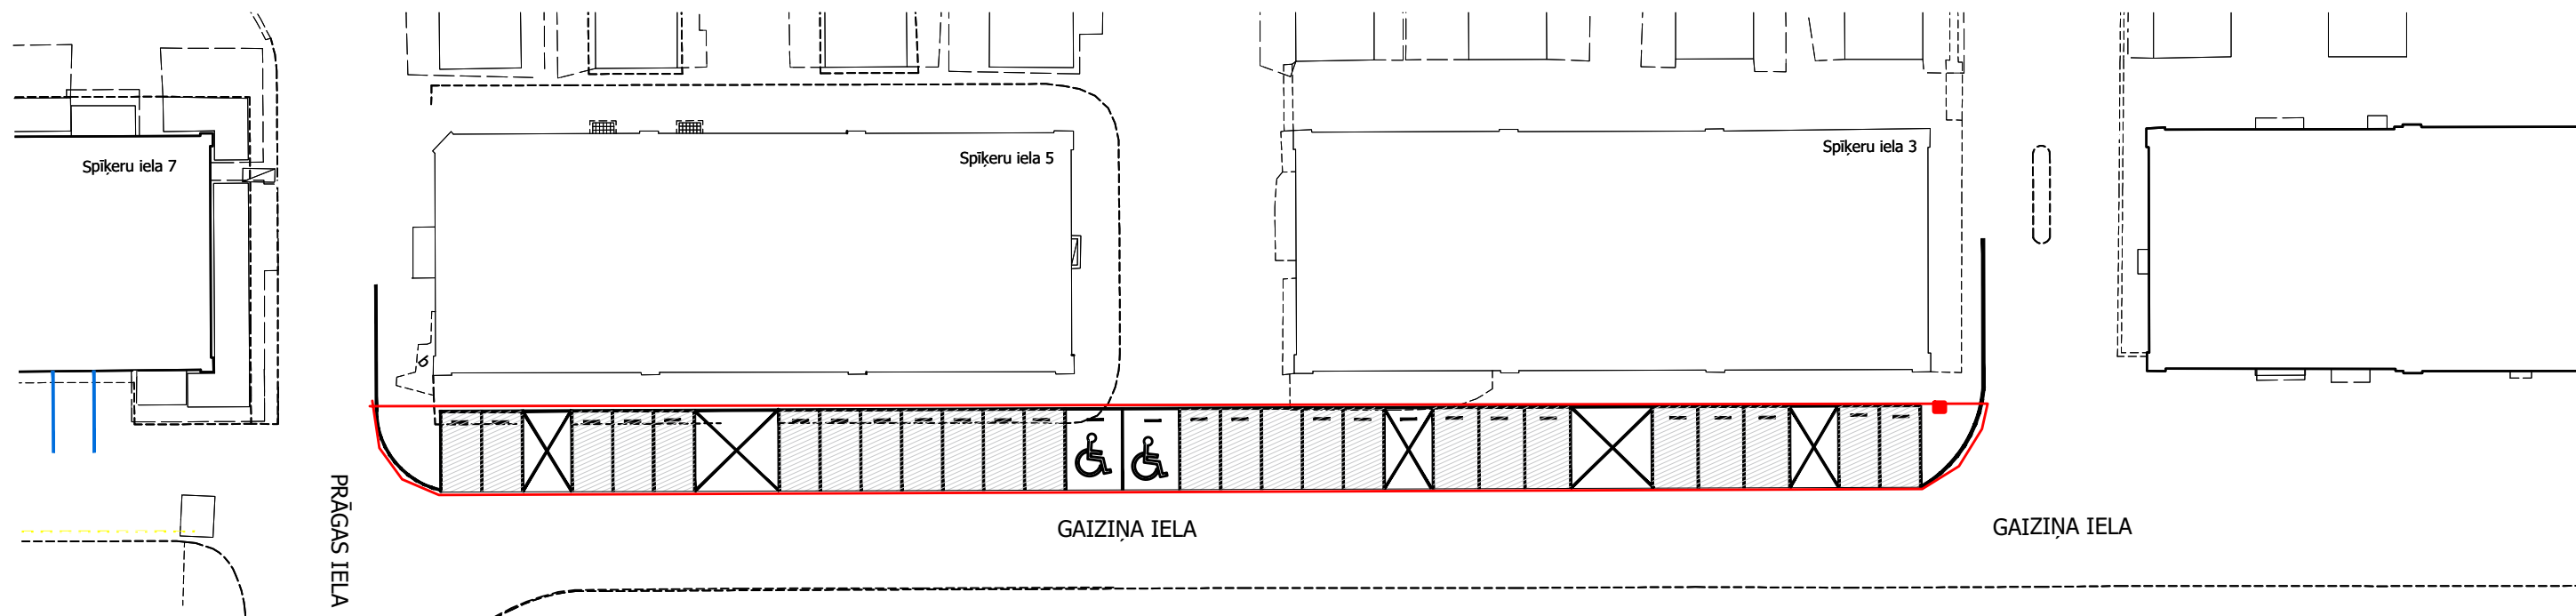 Spīķeru iela 7
Spīķeru iela 5
Spīķeru iela 3
PRĀGAS IELA
GAIZIŅA IELA
GAIZIŅA IELA